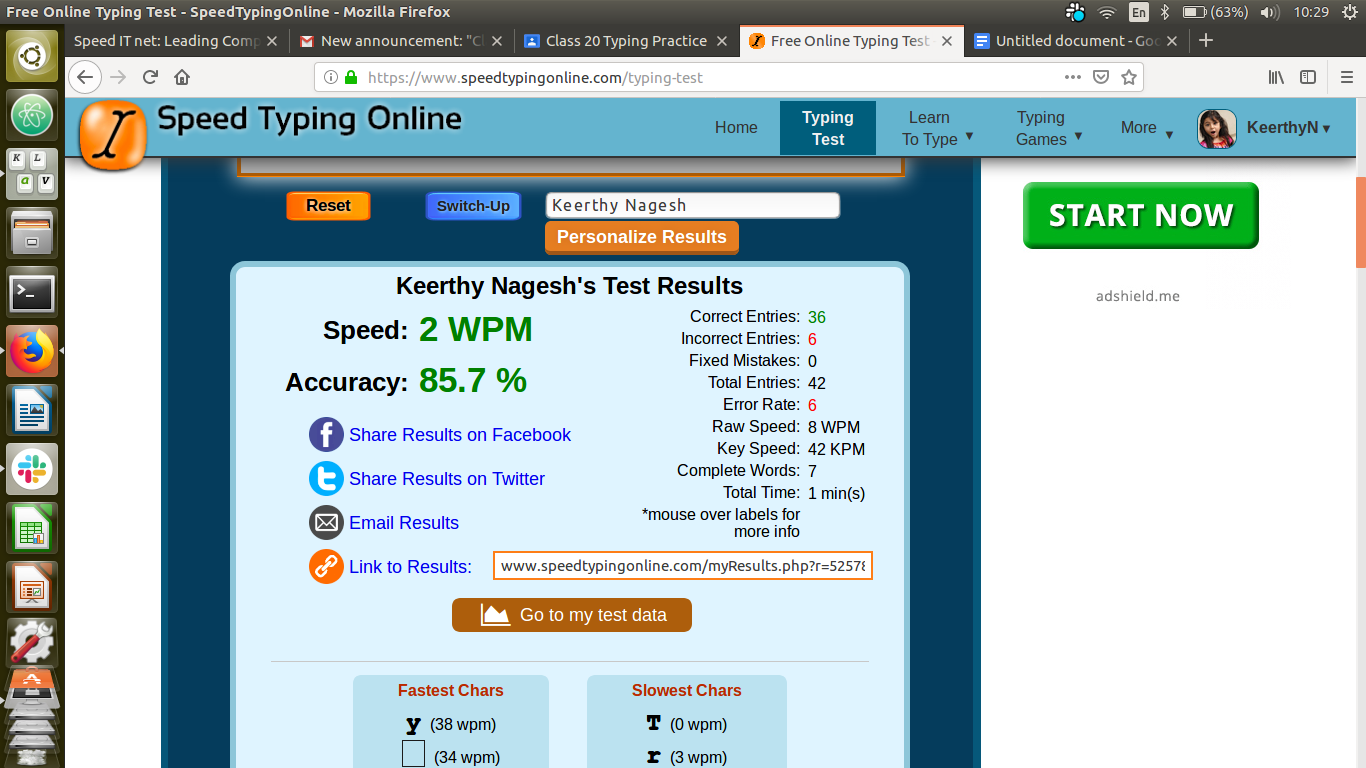 Free Online Typing Test - SpeedTypingOnline - Mozilla Firefox
En (63%) 10:29
Speed IT net: Leading Comp
New announcement: "Cl
Class 20 Typing Practice
Free Online Typing Test -
Untitled document - Goo
https://www.speedtypingonline.com/typing-test
Speed Typing Online
Home
Typing
Test
Learn
To Type
Typing
Games
More
KeerthyN
Reset
Switch-Up
Keerthy Nagesh
Personalize Results
START NOW
adshield.me
Keerthy Nagesh's Test Results
Speed: 2 WPM
Accuracy: 85.7 %
Share Results on Facebook
Share Results on Twitter
Email Results
Link to Results: www.speedtypingonline.com/myResults.php?r=52578
Correct Entries: 36
Incorrect Entries: 6
Fixed Mistakes: 0
Total Entries: 42
Error Rate: 6
Raw Speed: 8 WPM
Key Speed: 42 KPM
Complete Words: 7
Total Time: 1 min(s)
*mouse over labels for
more info
Go to my test data
Fastest Chars
y (38 wpm)
(34 wpm)
Slowest Chars
T (0 wpm)
r (3 wpm)
K L
a v